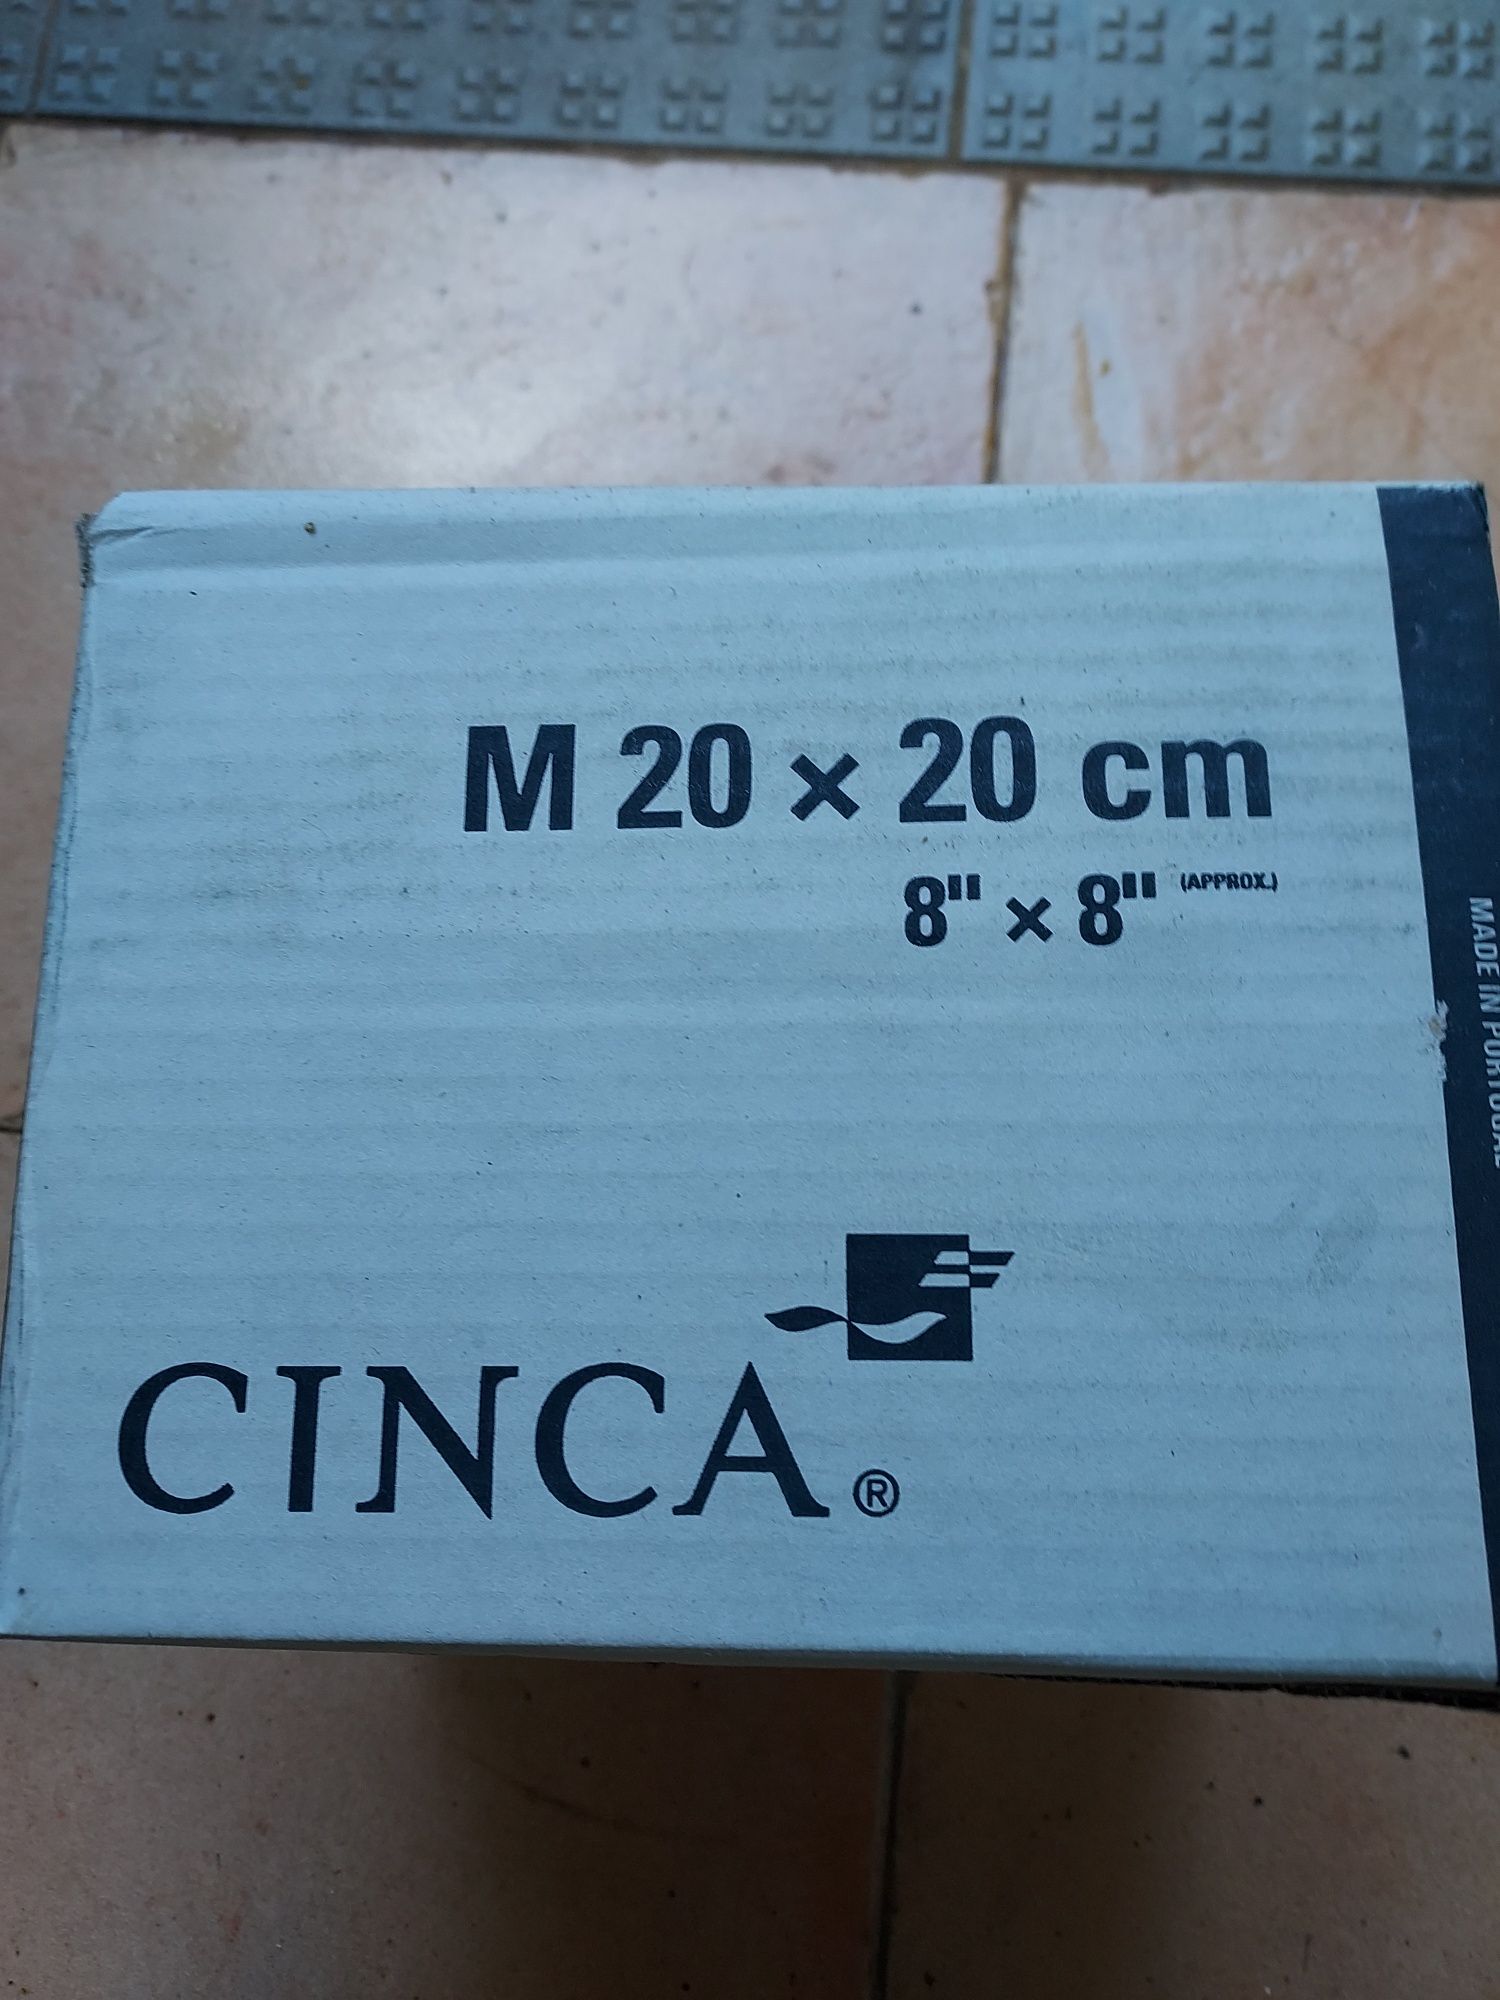 M 20 × 20 cm
8" × 8" (APPROX.)
MADE IN PORTUGAL
CINCA ®